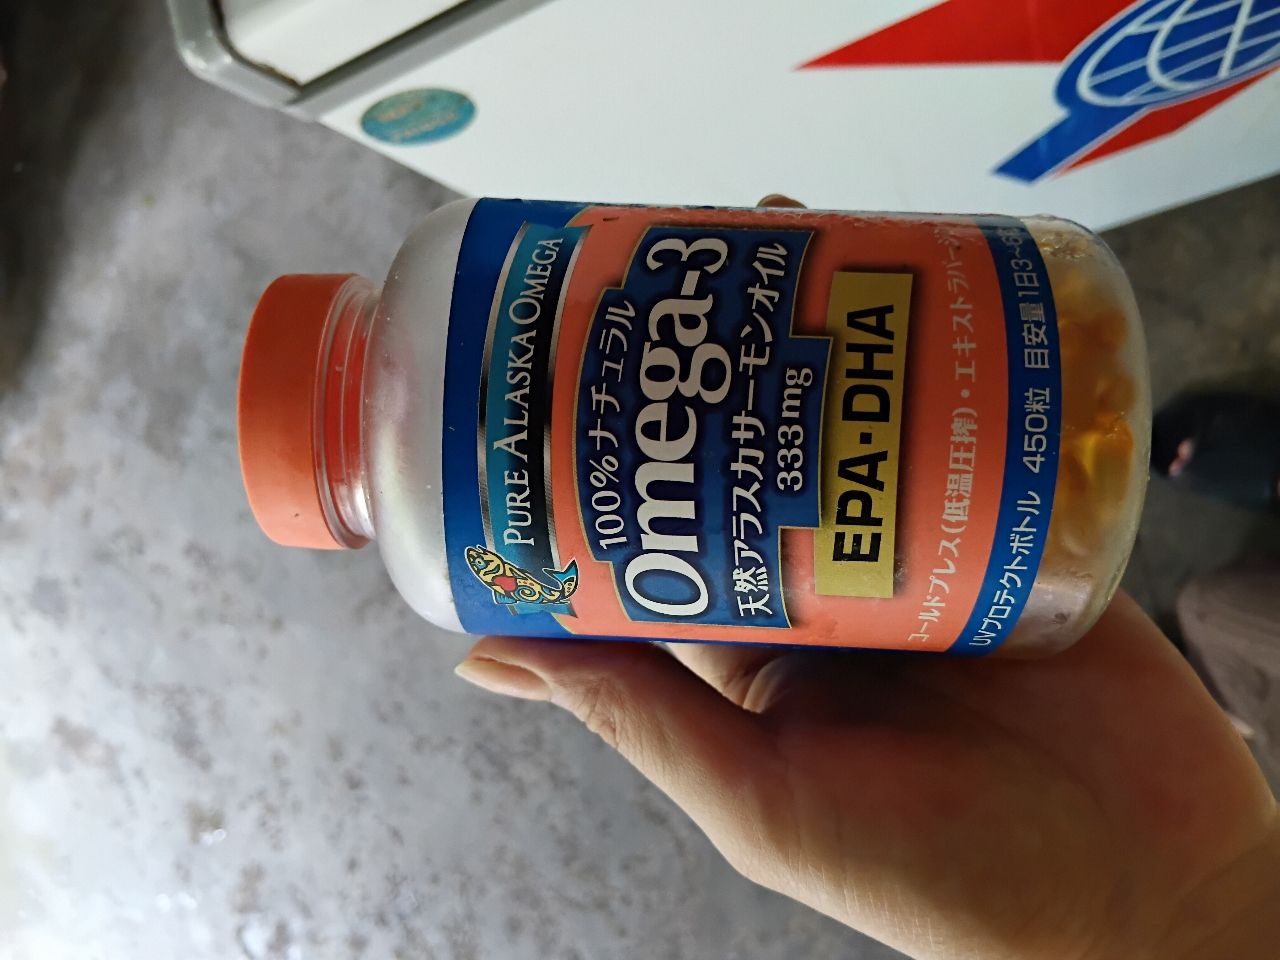 PURE ALASKA OMEGA
100%ナチュラル
Omega-3
天然アラスカサーモンオイル
333mg
EPA・DHA
コールドプレス(低温圧搾)・エキストラバージン
UVプロテクトボトル 450粒 目安量1日3~6粒